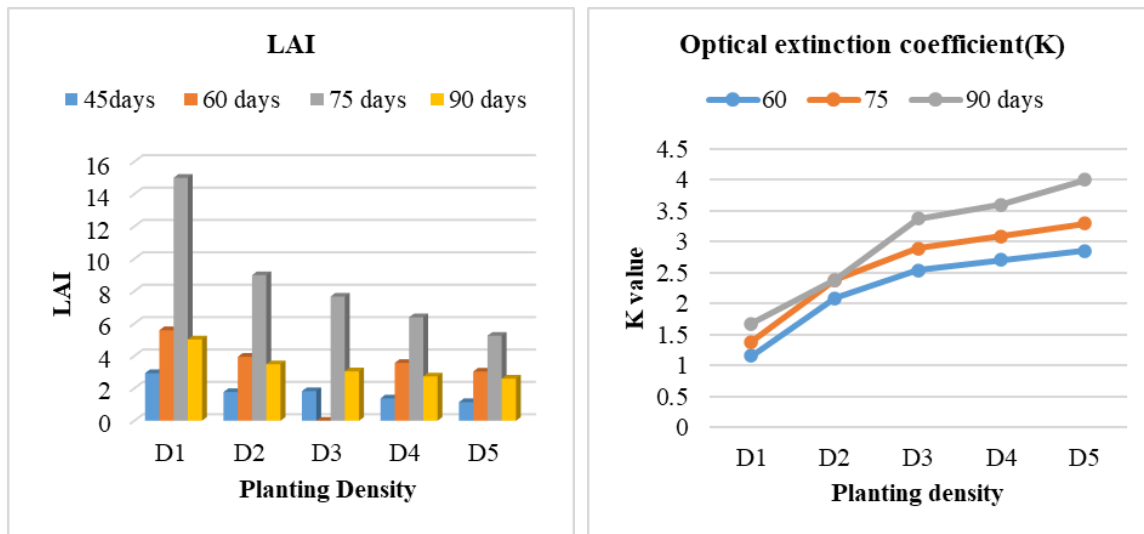 LAI
45days 60 days 75 days 90 days
16
14
12
10
8
6
4
2
0
LAI
D1 D2 D3 D4 D5
Planting Density
Optical extinction coefficient(K)
60 75 90 days
4.5
4
3.5
3
2.5
2
1.5
1
0.5
0
K value
D1 D2 D3 D4 D5
Planting density